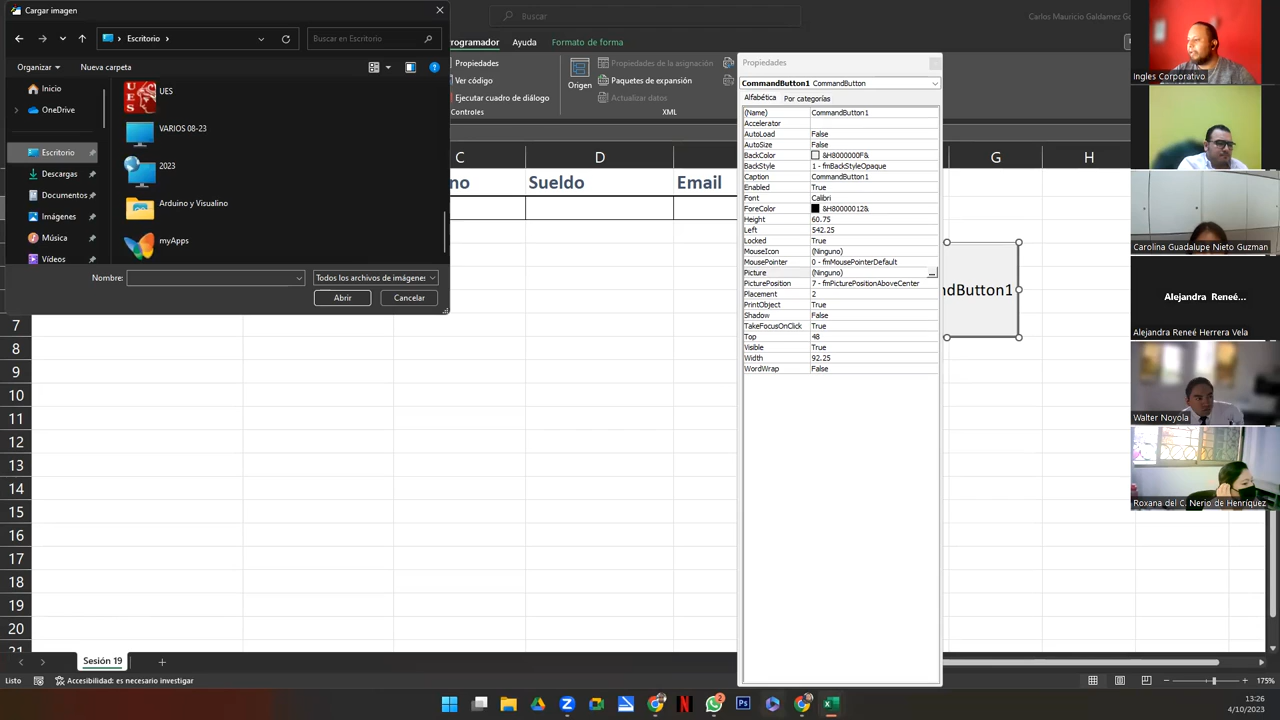 Cargar imagen
Buscar
Carlos Mauricio Galdamez
Escritorio
Buscar en Escritorio
Organizar
Nueva carpeta
Inicio
OneDrive
Escritorio
Descargas
Documentos
Imágenes
Música
Vídeos
UES
VARIOS 08-23
2023
Arduino y Visualino
myApps
Nombre:
Todos los archivos de imágenes
Abrir
Cancelar
rogramador
Ayuda
Formato de forma
Propiedades
Ver código
Ejecutar cuadro de diálogo
Controles
Origen
Propiedades de la asignación
Paquetes de expansión
Actualizar datos
XML
Propiedades
CommandButton1 CommandButton
Alfabética
Por categorías
(Name) CommandButton1
Accelerator
AutoLoad False
AutoSize False
BackColor &H8000000F&
BackStyle 1 - fmBackStyleOpaque
Caption CommandButton1
Enabled True
Font Calibri
ForeColor &H80000012&
Height 60.75
Left 542.25
Locked True
MouseIcon (Ninguno)
MousePointer 0 - fmMousePointerDefault
Picture (Ninguno) ...
PicturePosition 7 - fmPicturePositionAboveCenter
Placement 2
PrintObject True
Shadow False
TakeFocusOnClick True
Top 48
Visible True
Width 92.25
WordWrap False
C D G H
no Sueldo Email
ndButton1
7
8
9
10
11
12
13
14
15
16
17
18
19
20
21
Sesión 19
Listo
Accesibilidad: es necesario investigar
175%
Ingles Corporativo
Carolina Guadalupe Nieto Guzman
Alejandra Reneé...
Alejandra Reneé Herrera Vela
Walter Noyola
Roxana del C. Nerio de Henríquez
13:26
4/10/2023